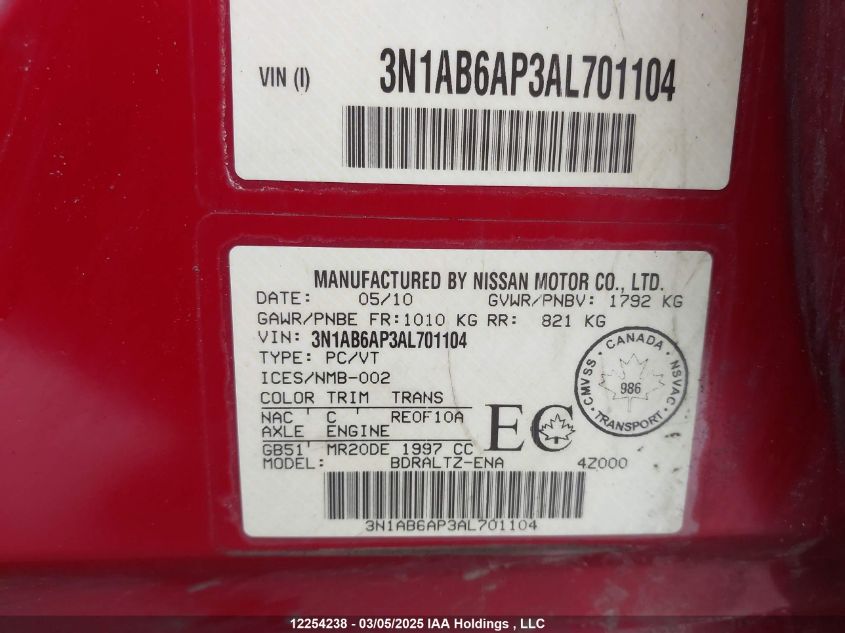 VIN (I) 3N1AB6AP3AL701104
MANUFACTURED BY NISSAN MOTOR CO., LTD.
DATE: 05/10 GVWR/PNBV: 1792 KG
GAWR/PNBE FR:1010 KG RR: 821 KG
VIN: 3N1AB6AP3AL701104
TYPE: PC/VT
ICES/NMB-002
COLOR TRIM TRANS
NAC ' C ' RE0F10A
AXLE ENGINE
GB51' MR20DE 1997 CC
MODEL: BDRALTZ-ENA 4Z000
EC
CANADA
CMVSS 986 NSVAC
TRANSPORT
3N1AB6AP3AL701104
12254238 - 03/05/2025 IAA Holdings , LLC